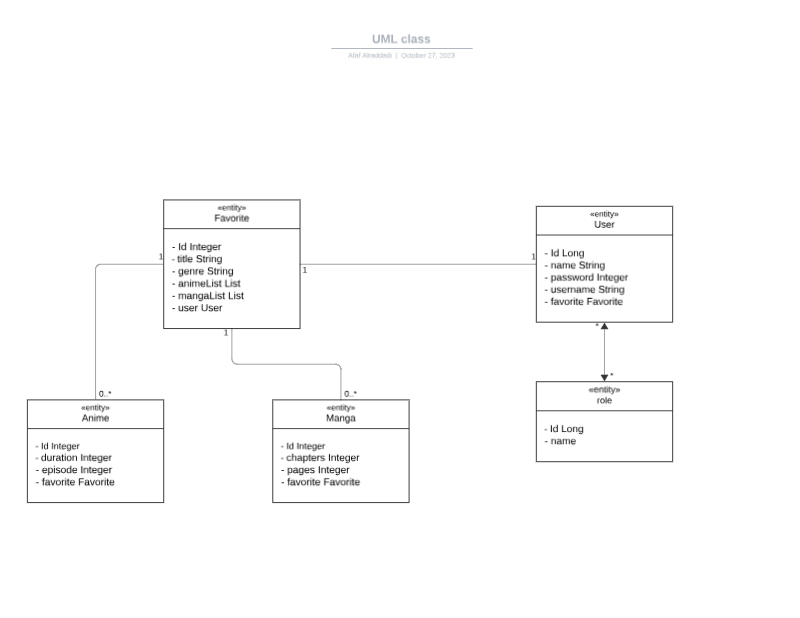 UML class
Afaf Alraddadi | October 27, 2023
«entity»
Favorite
- Id Integer
- title String
- genre String
- animeList List
- mangaList List
- user User
1
1
1
«entity»
User
- Id Long
- name String
- password Integer
- username String
- favorite Favorite
1
*
*
«entity»
role
- Id Long
- name
0..*
«entity»
Anime
- Id Integer
- duration Integer
- episode Integer
- favorite Favorite
0..*
«entity»
Manga
- Id Integer
- chapters Integer
- pages Integer
- favorite Favorite